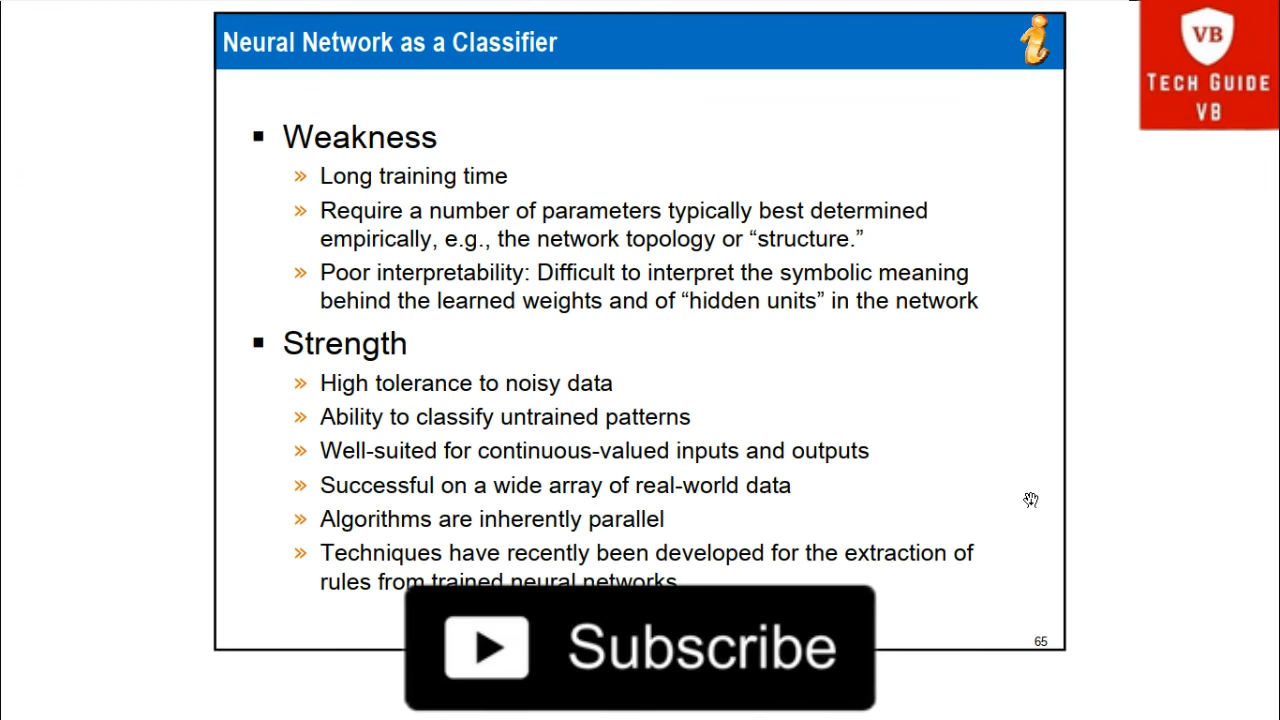 Neural Network as a Classifier
VB
TECH GUIDE
VB
▪ Weakness
» Long training time
» Require a number of parameters typically best determined
empirically, e.g., the network topology or “structure.”
» Poor interpretability: Difficult to interpret the symbolic meaning
behind the learned weights and of “hidden units” in the network
▪ Strength
» High tolerance to noisy data
» Ability to classify untrained patterns
» Well-suited for continuous-valued inputs and outputs
» Successful on a wide array of real-world data
» Algorithms are inherently parallel
» Techniques have recently been developed for the extraction of
rules from trained neural networks
Subscribe
65